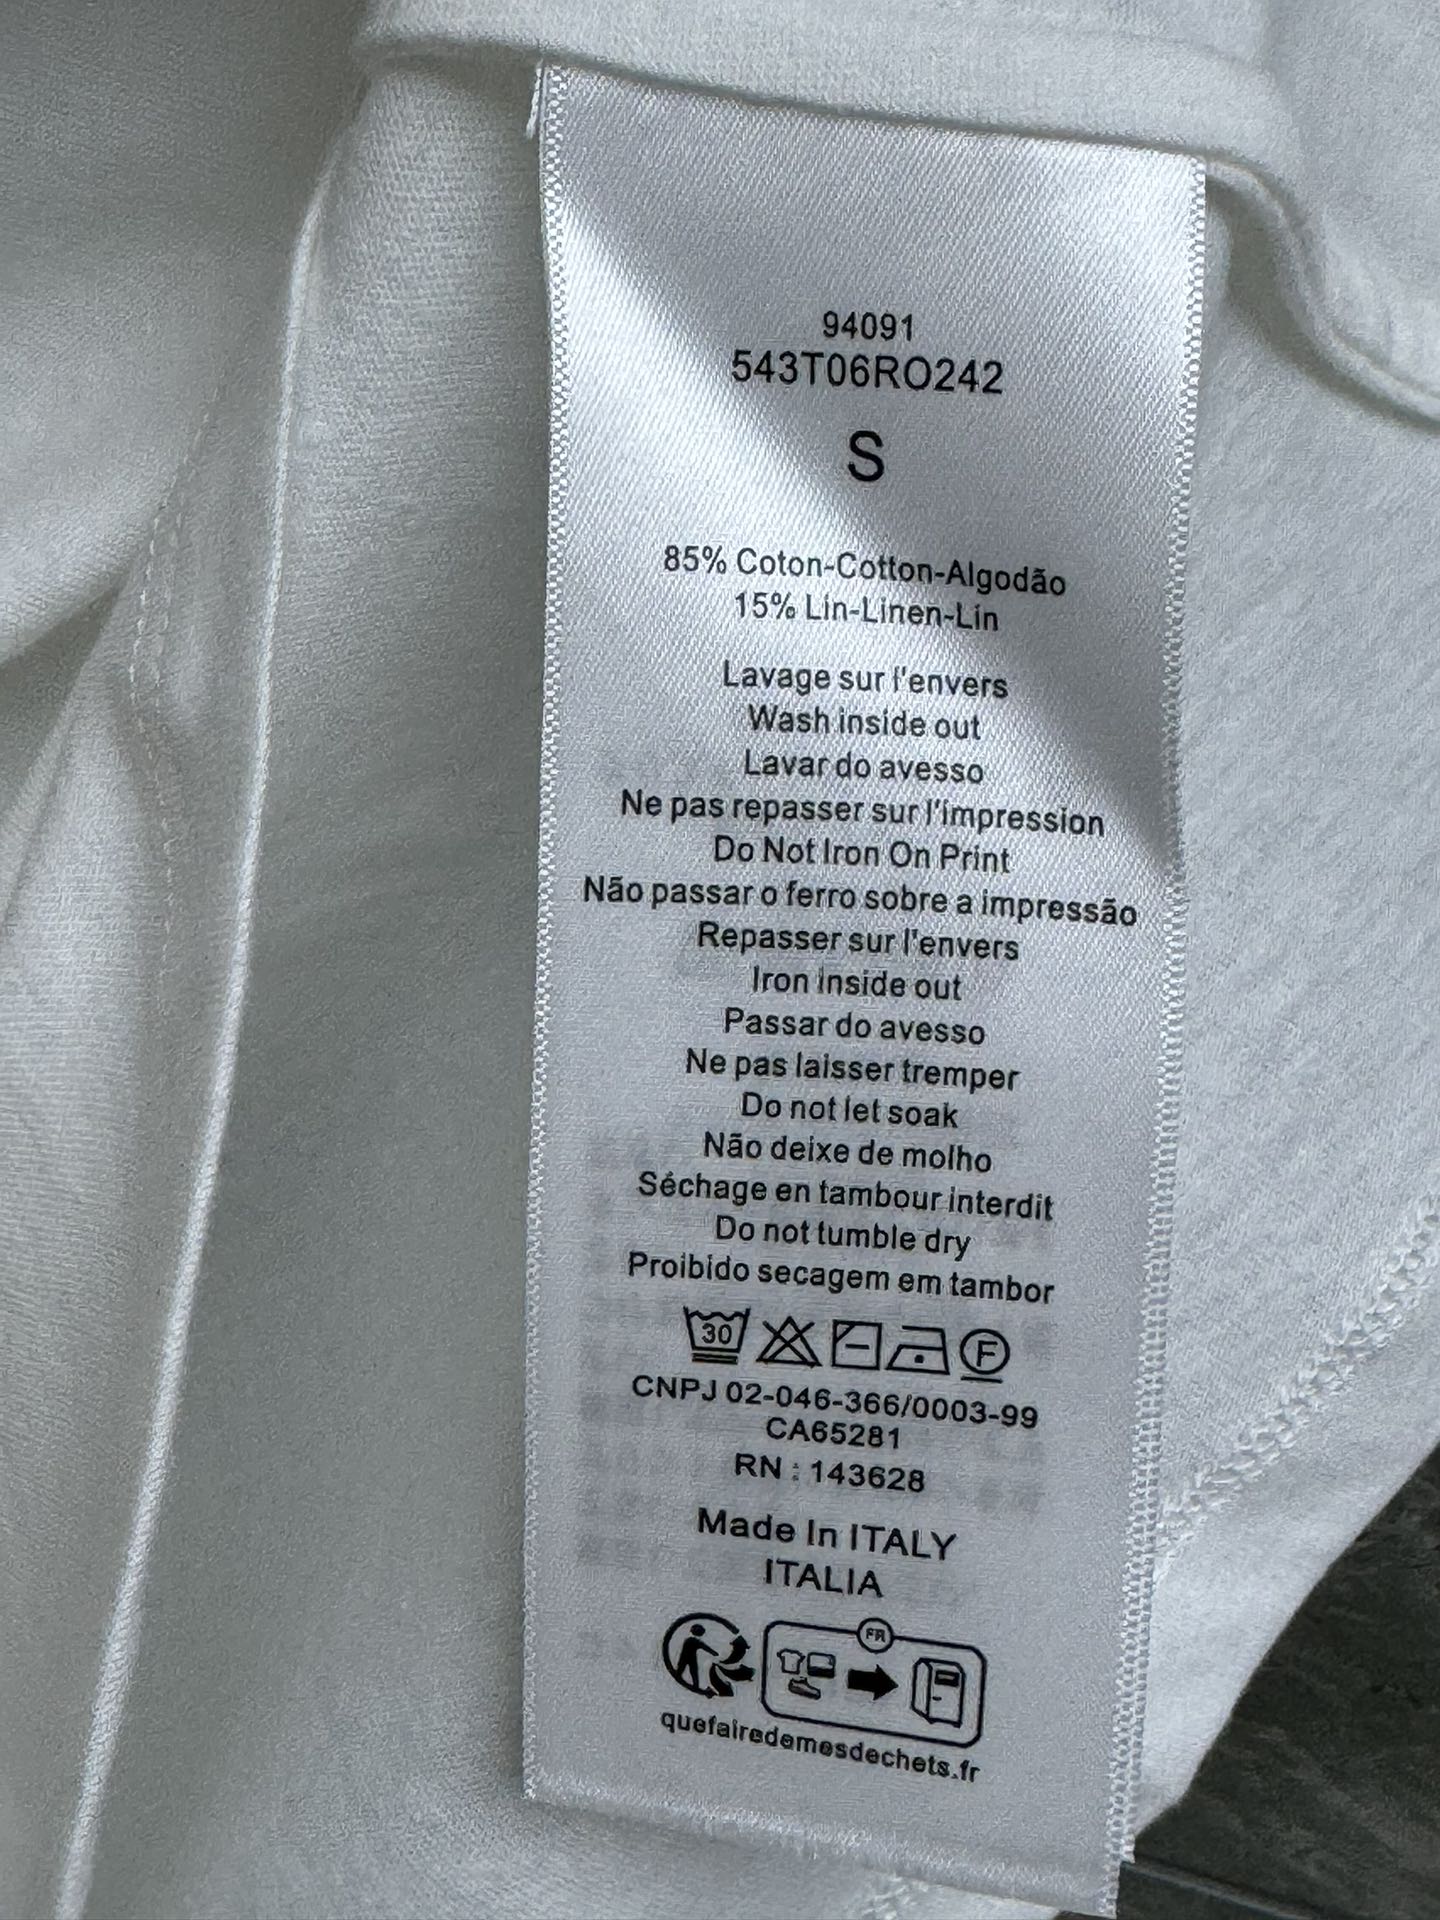 94091
543T06RO242
S
85% Coton-Cotton-Algodão
15% Lin-Linen-Lin
Lavage sur l'envers
Wash inside out
Lavar do avesso
Ne pas repasser sur l'impression
Do Not Iron On Print
Não passar o ferro sobre a impressão
Repasser sur l'envers
Iron inside out
Passar do avesso
Ne pas laisser tremper
Do not let soak
Não deixe de molho
Séchage en tambour interdit
Do not tumble dry
Proibido secagem em tambor
30 F
CNPJ 02-046-366/0003-99
CA65281
RN : 143628
Made In ITALY
ITALIA
FR
quefairedemesdechets.fr